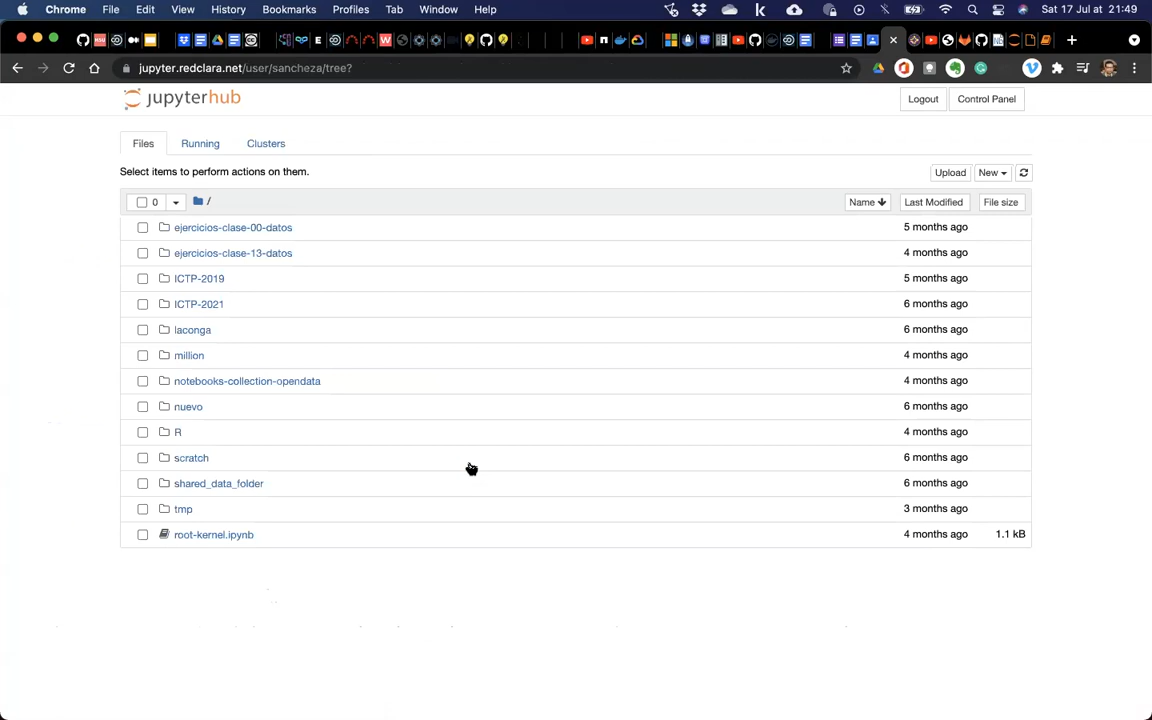 Chrome File Edit View History Bookmarks Profiles Tab Window Help Sat 17 Jul at 21:49
jupyter.redclara.net/user/sancheza/tree?
jupyterhub Logout Control Panel
Files Running Clusters
Select items to perform actions on them. Upload New
0 / Name Last Modified File size
ejercicios-clase-00-datos 5 months ago
ejercicios-clase-13-datos 4 months ago
ICTP-2019 5 months ago
ICTP-2021 6 months ago
laconga 6 months ago
million 4 months ago
notebooks-collection-opendata 4 months ago
nuevo 6 months ago
R 4 months ago
scratch 6 months ago
shared_data_folder 6 months ago
tmp 3 months ago
root-kernel.ipynb 4 months ago 1.1 kB